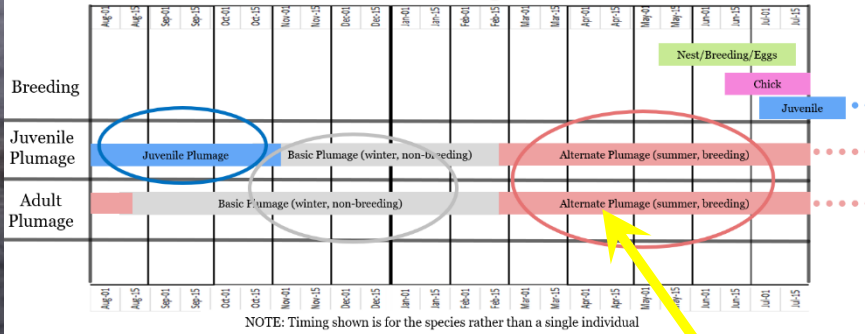 Aug-01 Aug-15 Sep-01 Sep-15 Oct-01 Oct-15 Nov-01 Nov-15 Dec-01 Dec-15 Jan-01 Jan-15 Feb-01 Feb-15 Mar-01 Mar-15 Apr-01 Apr-15 May-01 May-15 Jun-01 Jun-15 Jul-01 Jul-15
Nest/Breeding/Eggs
Breeding
Chick
Juvenile
Juvenile
Plumage
Juvenile Plumage
Basic Plumage (winter, non-breeding)
Alternate Plumage (summer, breeding)
Adult
Plumage
Basic Plumage (winter, non-breeding)
Alternate Plumage (summer, breeding)
Aug-01 Aug-15 Sep-01 Sep-15 Oct-01 Oct-15 Nov-01 Nov-15 Dec-01 Dec-15 Jan-01 Jan-15 Feb-01 Feb-15 Mar-01 Mar-15 Apr-01 Apr-15 May-01 May-15 Jun-01 Jun-15 Jul-01 Jul-15
NOTE: Timing shown is for the species rather than a single individual